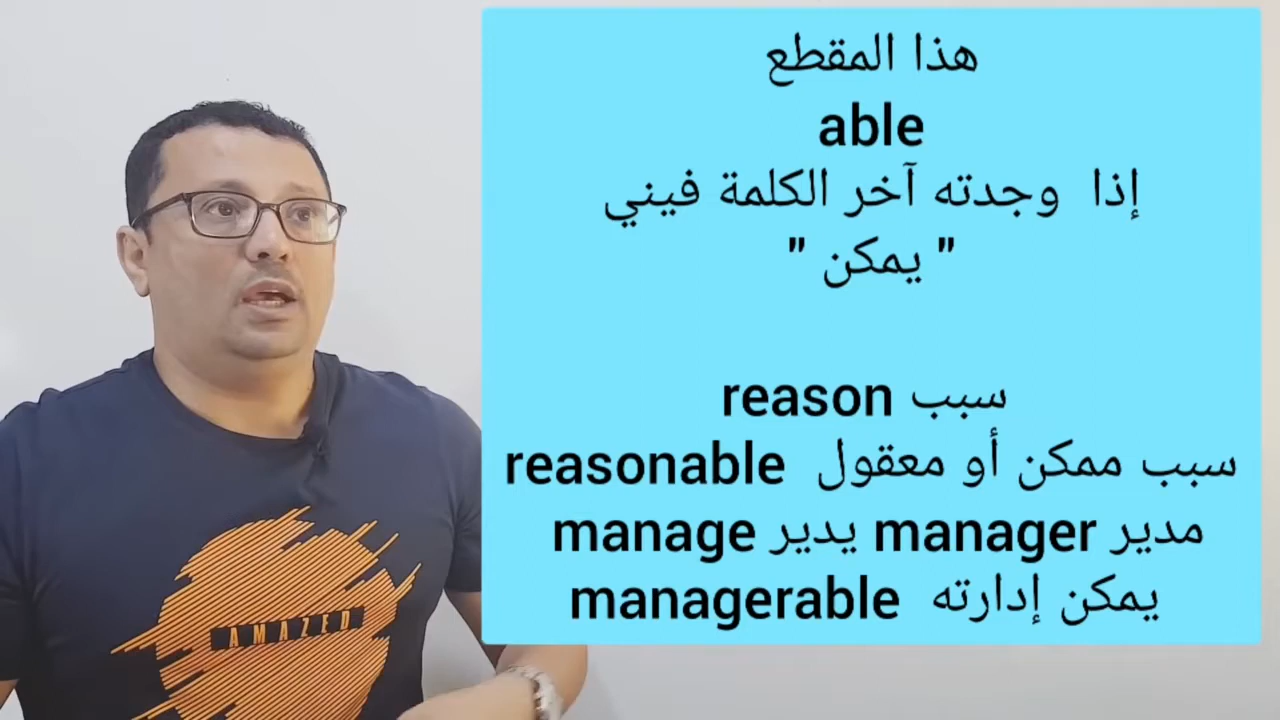 هذا المقطع
able
إذا وجدته آخر الكلمة فيني
" يمكن "
سبب reason
سبب ممكن أو معقول reasonable
مدير manager يدير manage
يمكن إدارته managerable
AMAZED